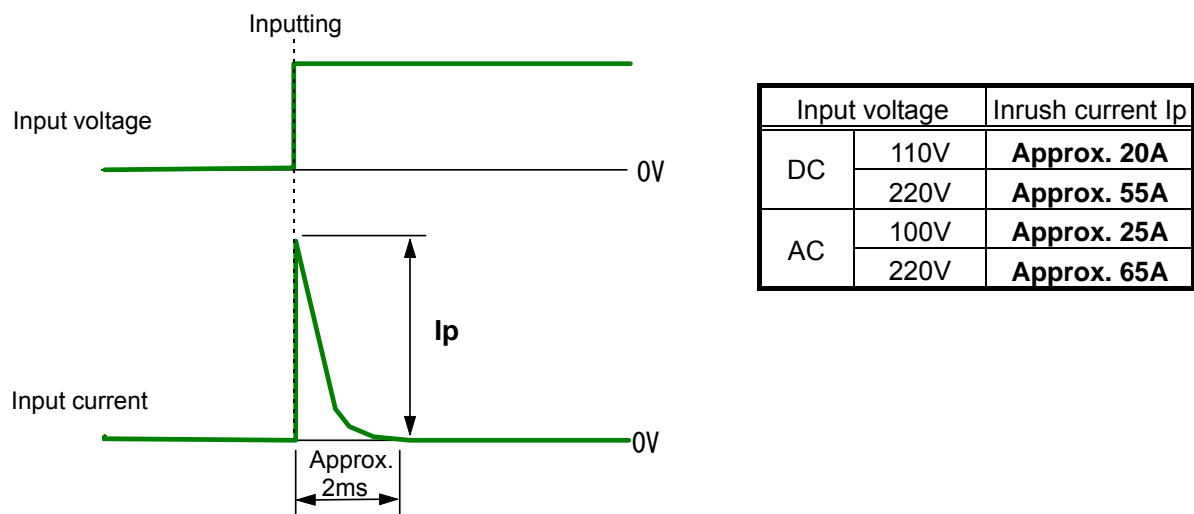 Inputting
Input voltage
0V
Ip
Input current
0V
Approx.
2ms
Input voltage Inrush current Ip
DC 110V Approx. 20A
220V Approx. 55A
AC 100V Approx. 25A
220V Approx. 65A